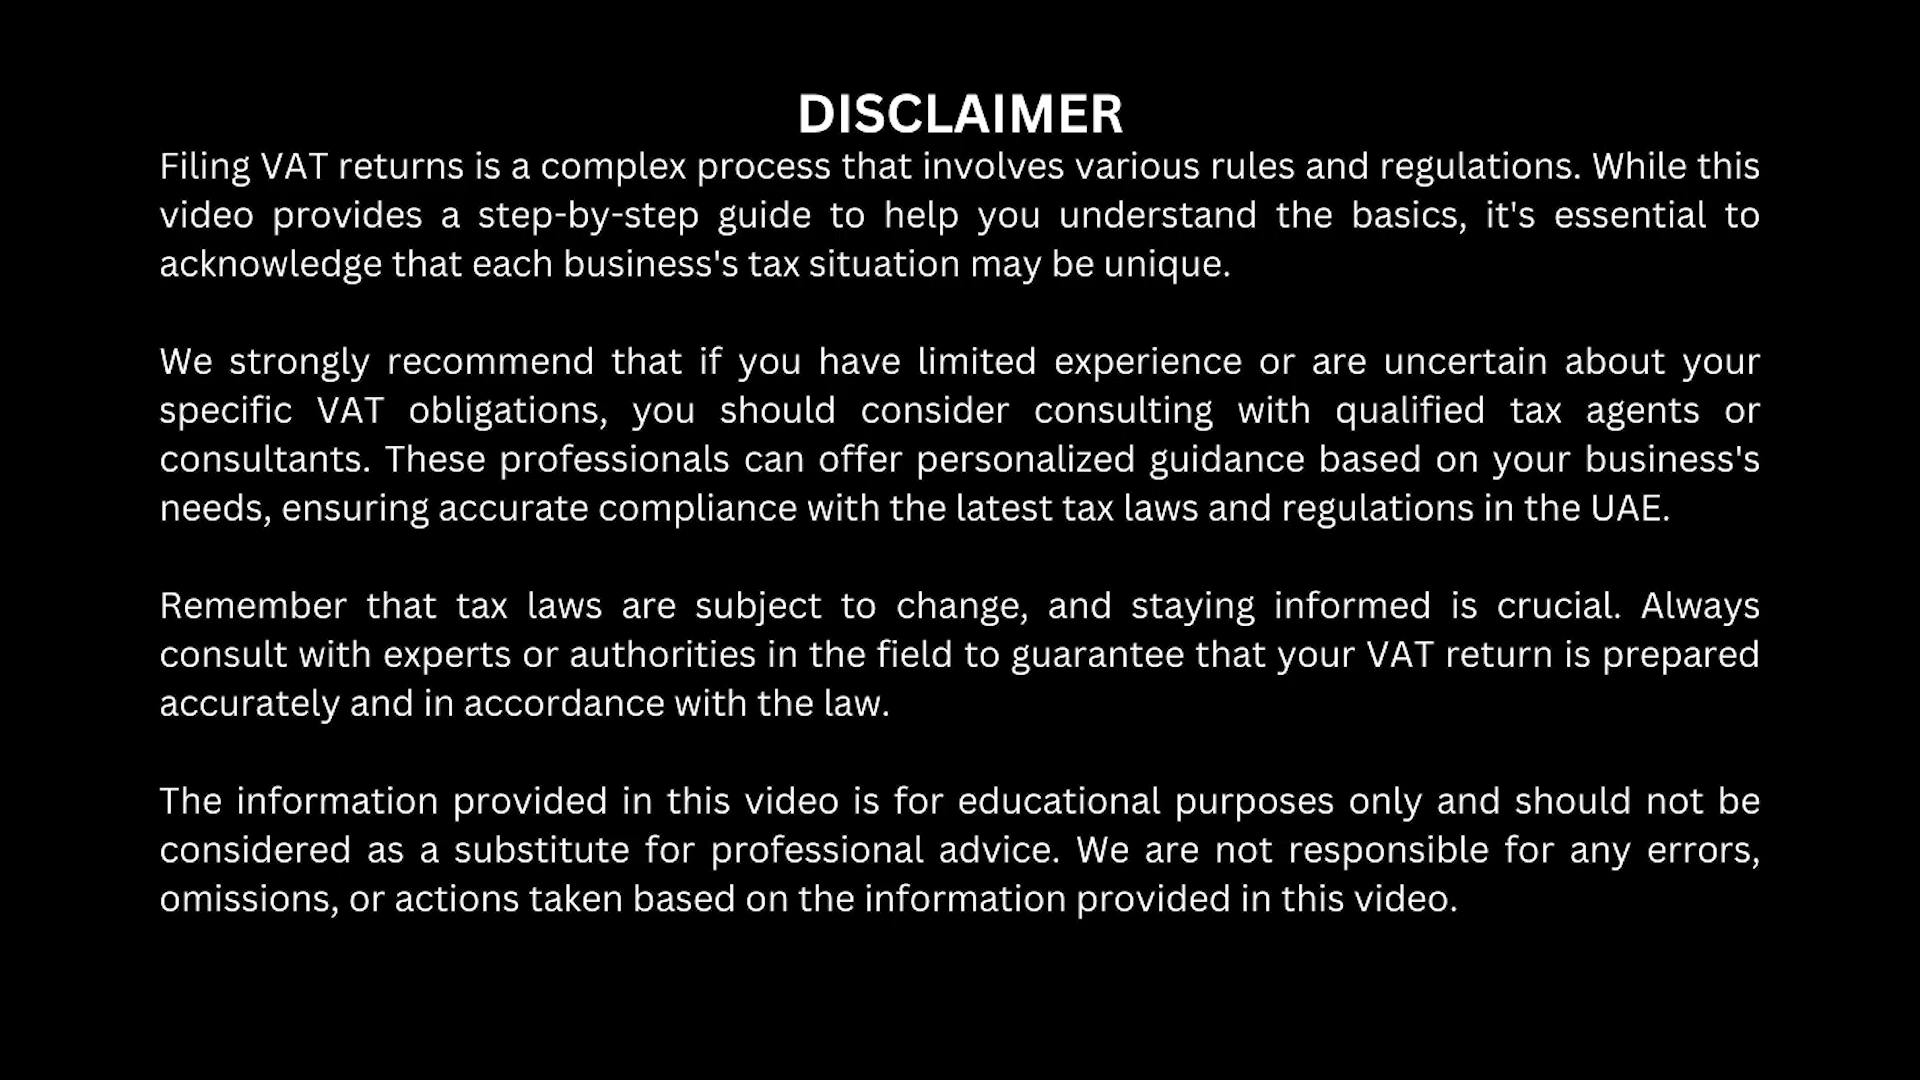 DISCLAIMER
Filing VAT returns is a complex process that involves various rules and regulations. While this
video provides a step-by-step guide to help you understand the basics, it's essential to
acknowledge that each business's tax situation may be unique.
We strongly recommend that if you have limited experience or are uncertain about your
specific VAT obligations, you should consider consulting with qualified tax agents or
consultants. These professionals can offer personalized guidance based on your business's
needs, ensuring accurate compliance with the latest tax laws and regulations in the UAE.
Remember that tax laws are subject to change, and staying informed is crucial. Always
consult with experts or authorities in the field to guarantee that your VAT return is prepared
accurately and in accordance with the law.
The information provided in this video is for educational purposes only and should not be
considered as a substitute for professional advice. We are not responsible for any errors,
omissions, or actions taken based on the information provided in this video.